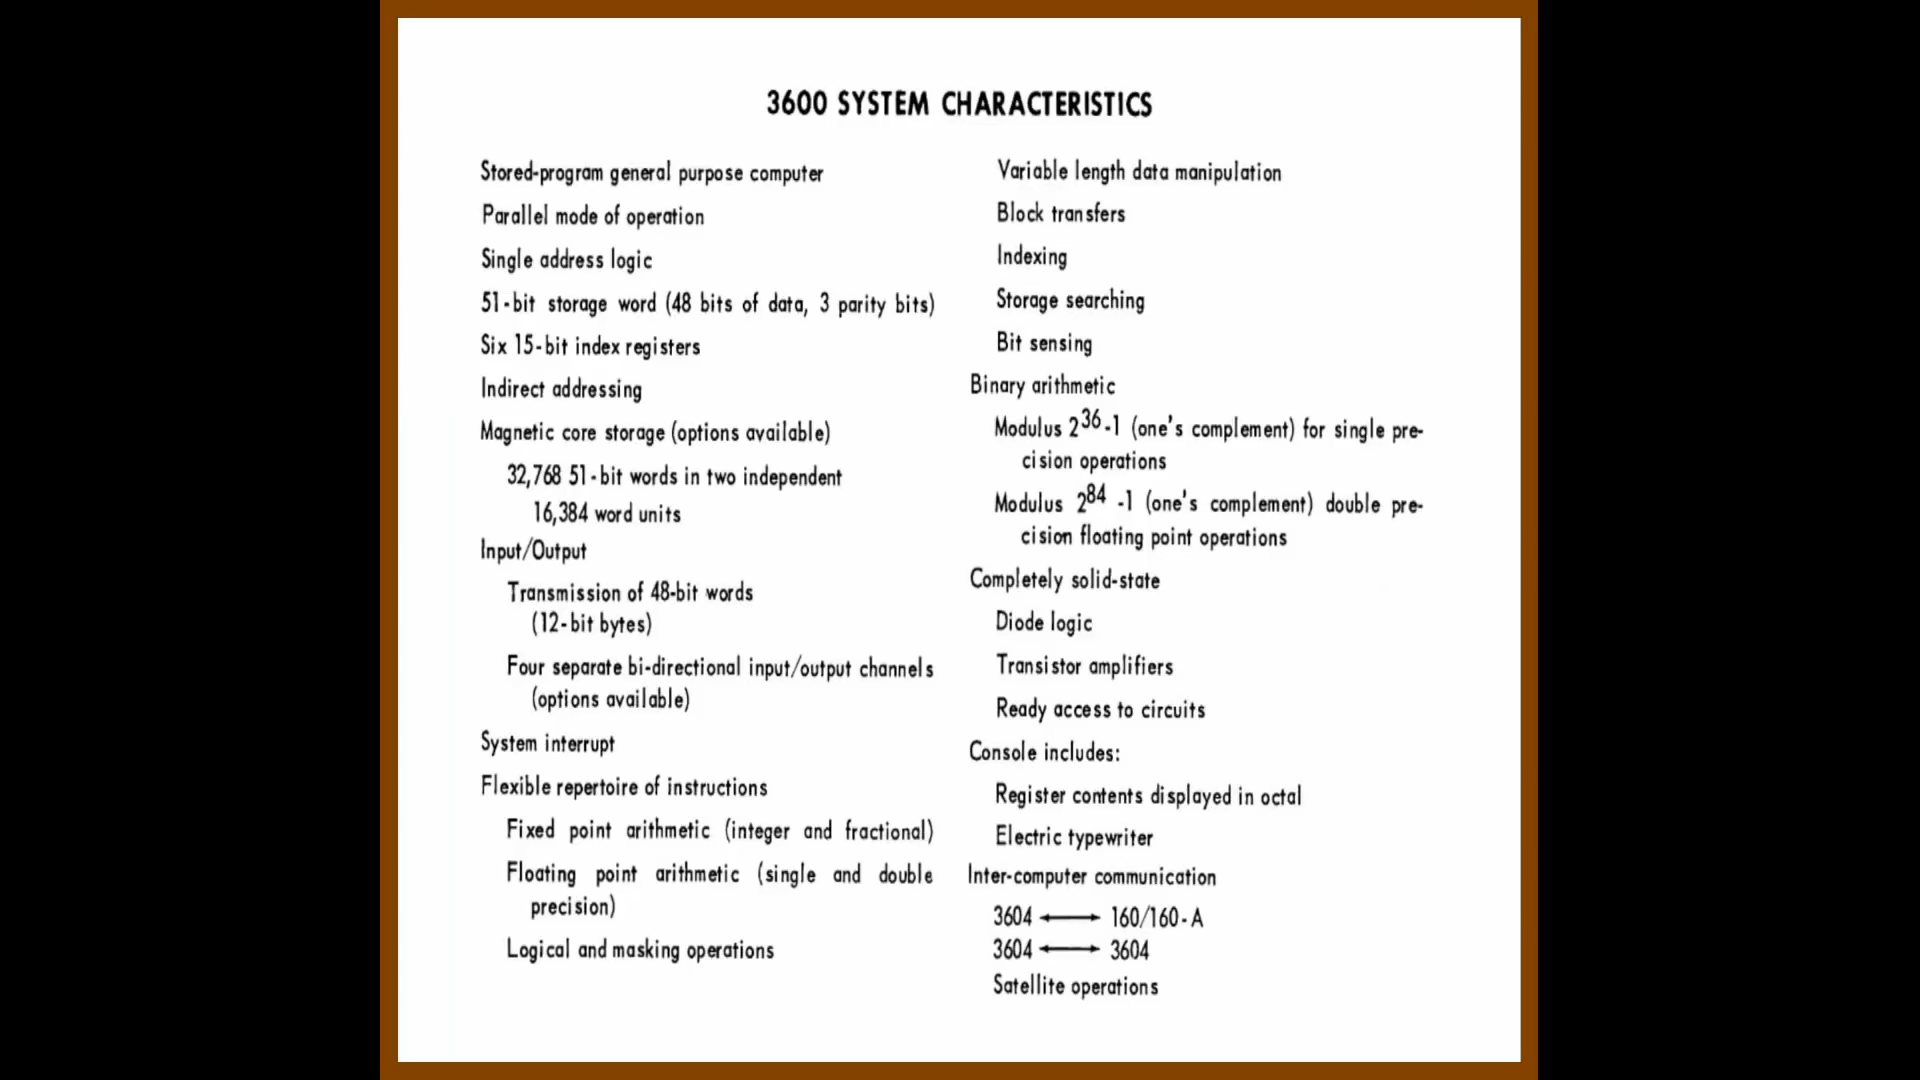 3600 SYSTEM CHARACTERISTICS
Stored-program general purpose computer
Parallel mode of operation
Single address logic
51-bit storage word (48 bits of data, 3 parity bits)
Six 15-bit index registers
Indirect addressing
Magnetic core storage (options available)
32,768 51-bit words in two independent
16,384 word units
Input/Output
Transmission of 48-bit words
(12-bit bytes)
Four separate bi-directional input/output channels
(options available)
System interrupt
Flexible repertoire of instructions
Fixed point arithmetic (integer and fractional)
Floating point arithmetic (single and double
precision)
Logical and masking operations
Variable length data manipulation
Block transfers
Indexing
Storage searching
Bit sensing
Binary arithmetic
Modulus 2^36-1 (one's complement) for single pre-
cision operations
Modulus 2^84 -1 (one's complement) double pre-
cision floating point operations
Completely solid-state
Diode logic
Transistor amplifiers
Ready access to circuits
Console includes:
Register contents displayed in octal
Electric typewriter
Inter-computer communication
3604 ⟷ 160/160-A
3604 ⟷ 3604
Satellite operations